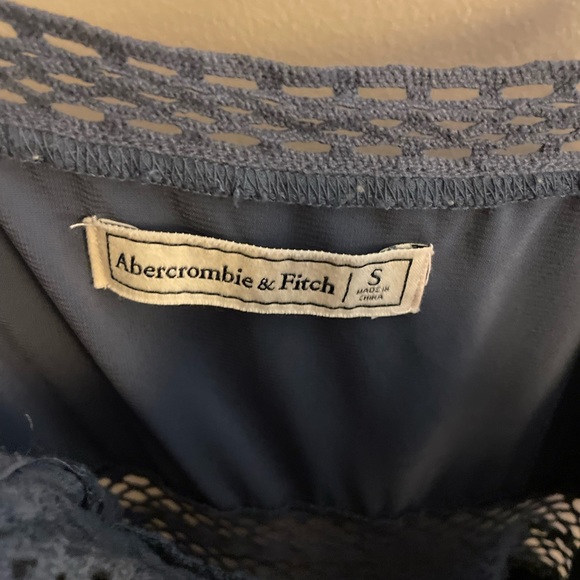 Abercrombie & Fitch | S
MADE IN
CHINA